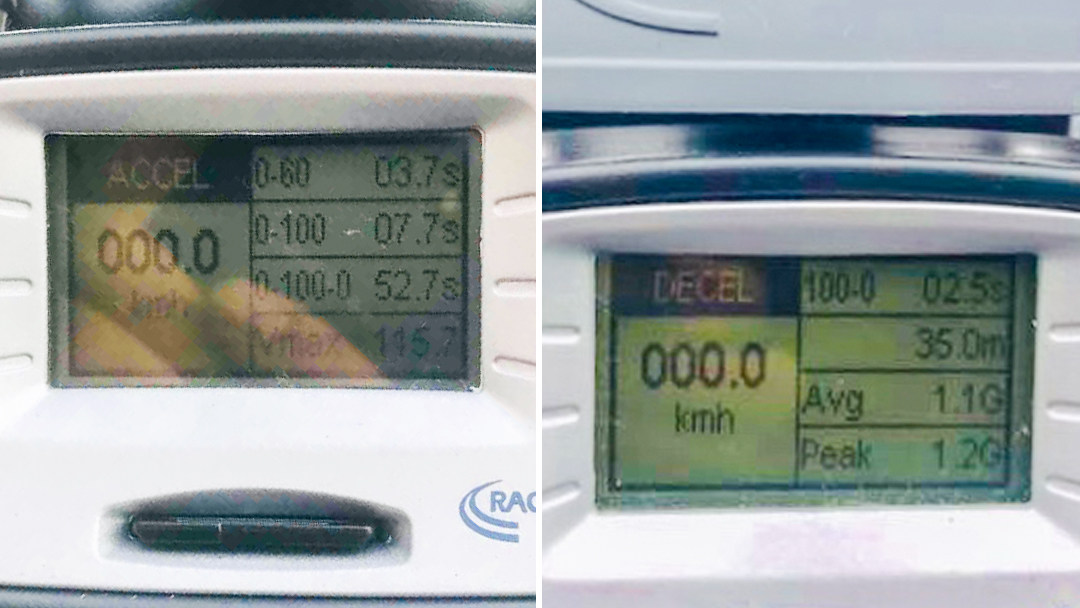 ACCEL
000.0
kmh
0-60 03.7s
0-100 07.7s
0-100-0 52.7s
Vmax 115.7
RAC
DECEL
000.0
kmh
100-0 02.5s
35.0m
Avg 1.1G
Peak 1.2G